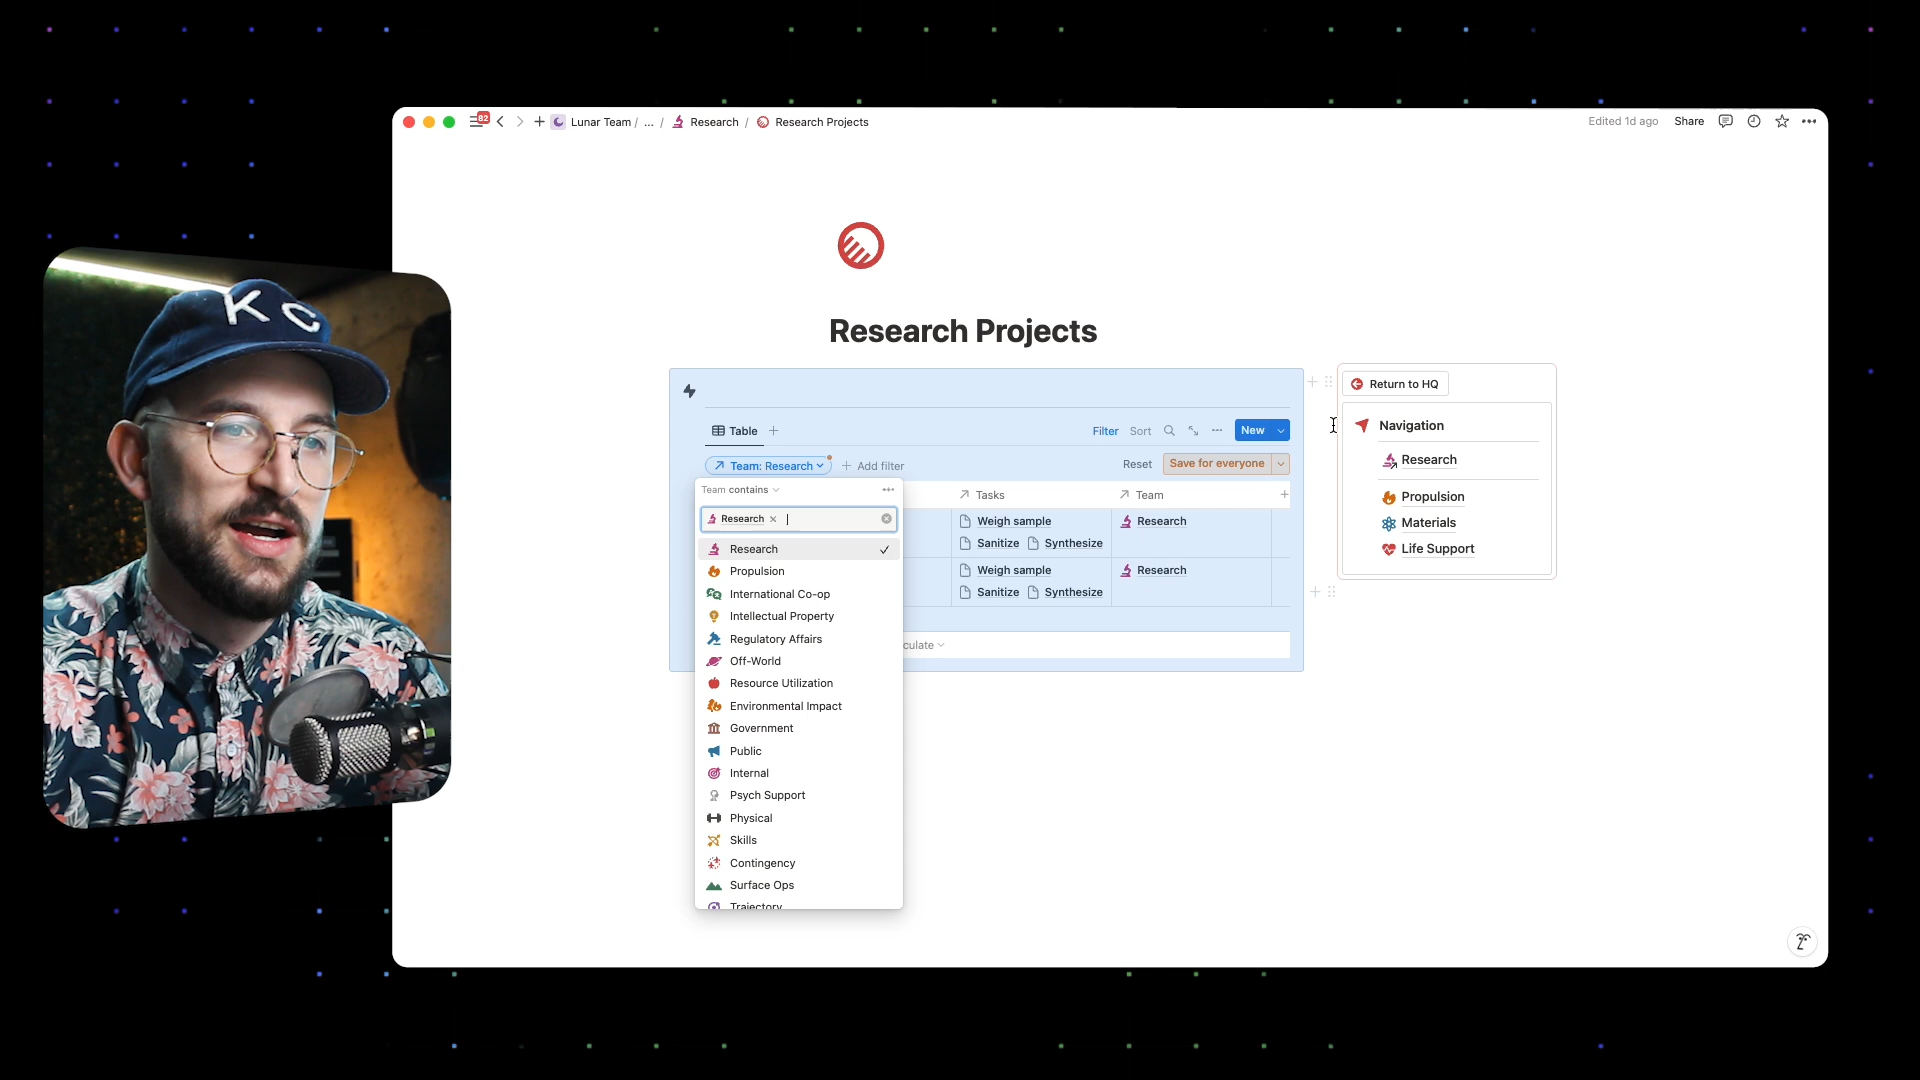 82
Lunar Team / ... / Research / Research Projects
Edited 1d ago Share
KC
Research Projects
Return to HQ
Navigation
Research
Propulsion
Materials
Life Support
Table
Filter Sort New
Team: Research Add filter
Reset Save for everyone
Team contains
Research
Research
Propulsion
International Co-op
Intellectual Property
Regulatory Affairs
Off-World
Resource Utilization
Environmental Impact
Government
Public
Internal
Psych Support
Physical
Skills
Contingency
Surface Ops
Trajectory
Tasks Team
Weigh sample Research
Sanitize Synthesize
Weigh sample Research
Sanitize Synthesize
culate